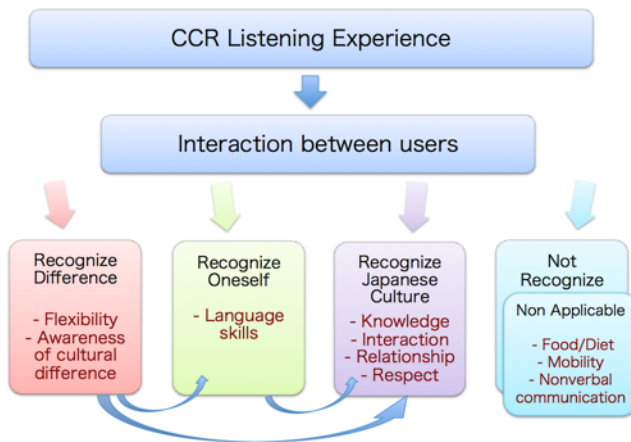 CCR Listening Experience
Interaction between users
Recognize
Difference
- Flexibility
- Awareness
of cultural
difference
Recognize
Oneself
- Language
skills
Recognize
Japanese
Culture
- Knowledge
- Interaction
- Relationship
- Respect
Not
Recognize
Non Applicable
- Food/Diet
- Mobility
- Nonverbal
communication